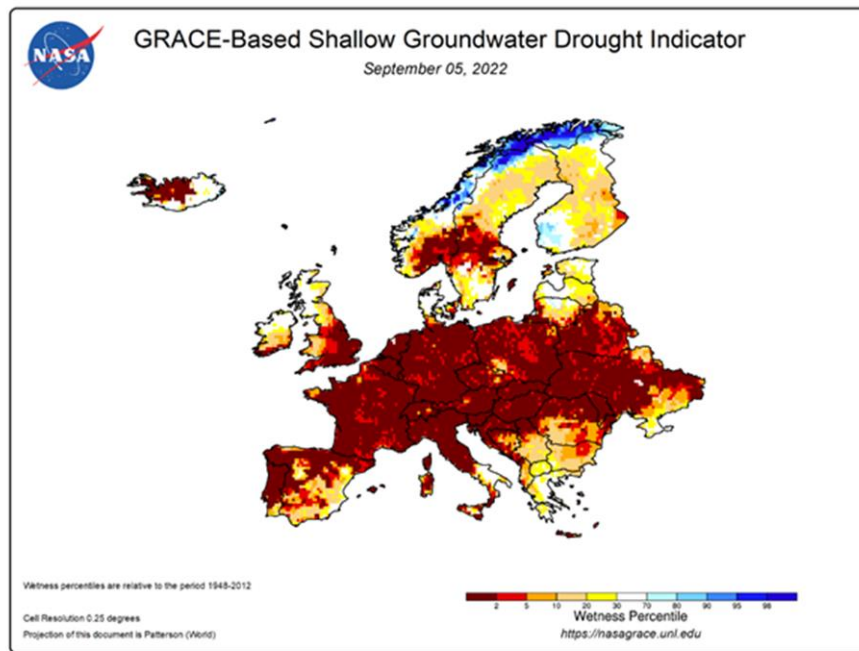 NASA
GRACE-Based Shallow Groundwater Drought Indicator
September 05, 2022
Wetness percentiles are relative to the period 1948-2012
Cell Resolution 0.25 degrees
Projection of this document is Patterson (World)
2 5 10 20 30 70 80 90 95 98
Wetness Percentile
https://nasagrace.unl.edu